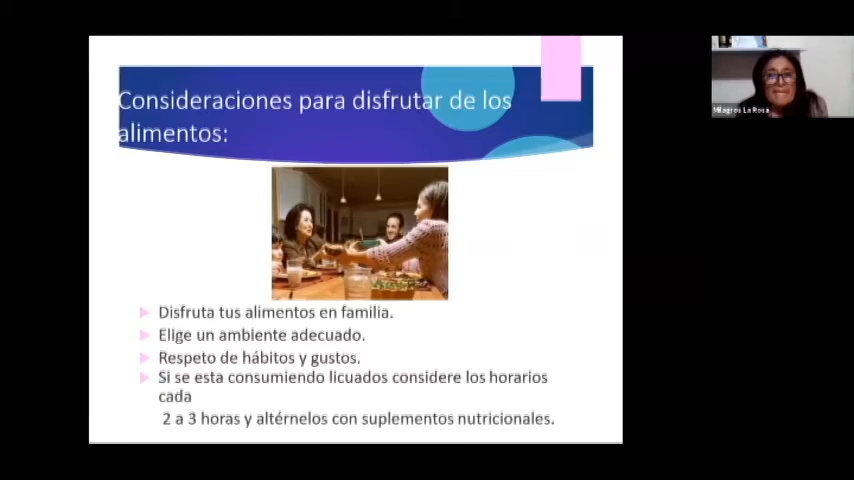 Consideraciones para disfrutar de los
alimentos:
Disfruta tus alimentos en familia.
Elige un ambiente adecuado.
Respeto de hábitos y gustos.
Si se esta consumiendo licuados considere los horarios
cada
2 a 3 horas y altérnelos con suplementos nutricionales.
Milagros La Rosa